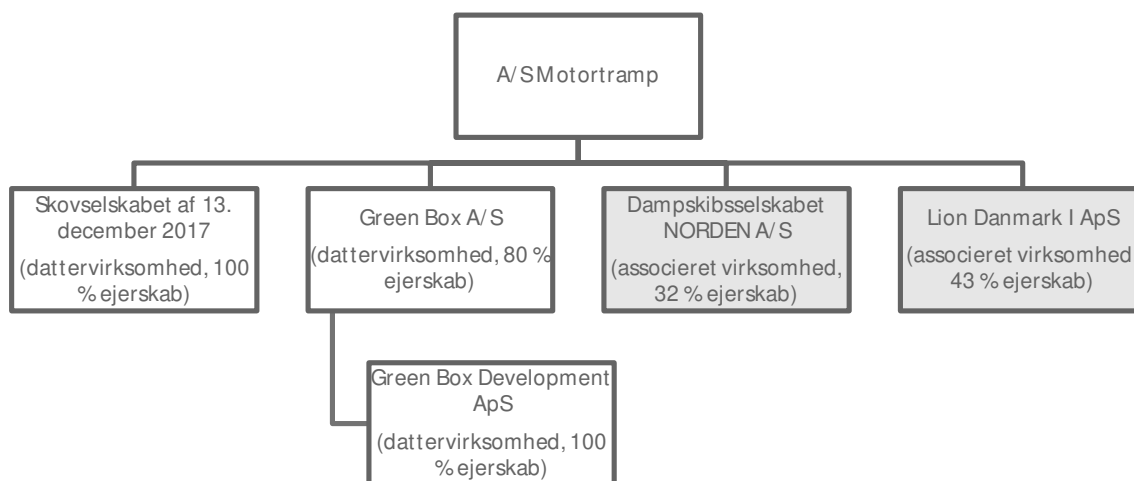 A/S Motortramp
Skovselskabet af 13.
december 2017
(dattervirksomhed, 100
% ejerskab)
Green Box A/S
(dattervirksomhed, 80 %
ejerskab)
Dampskibsselskabet
NORDEN A/S
(associeret virksomhed,
32 % ejerskab)
Lion Danmark I ApS
(associeret virksomhed
43 % ejerskab)
Green Box Development
ApS
(dattervirksomhed, 100
% ejerskab)